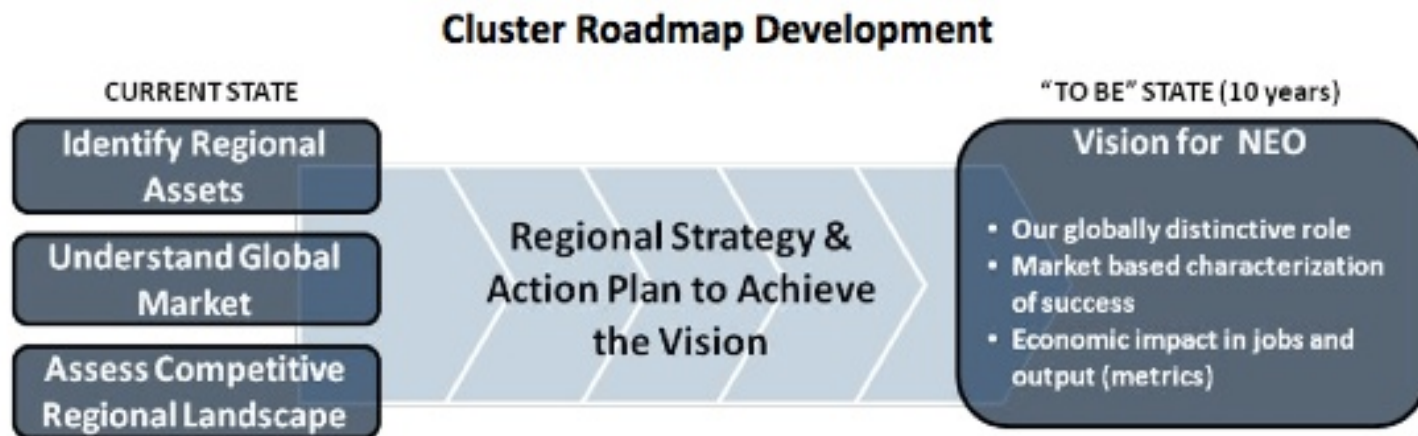 Cluster Roadmap Development
CURRENT STATE
Identify Regional
Assets
Understand Global
Market
Assess Competitive
Regional Landscape
Regional Strategy &
Action Plan to Achieve
the Vision
“TO BE” STATE (10 years)
Vision for NEO
• Our globally distinctive role
• Market based characterization
of success
• Economic impact in jobs and
output (metrics)